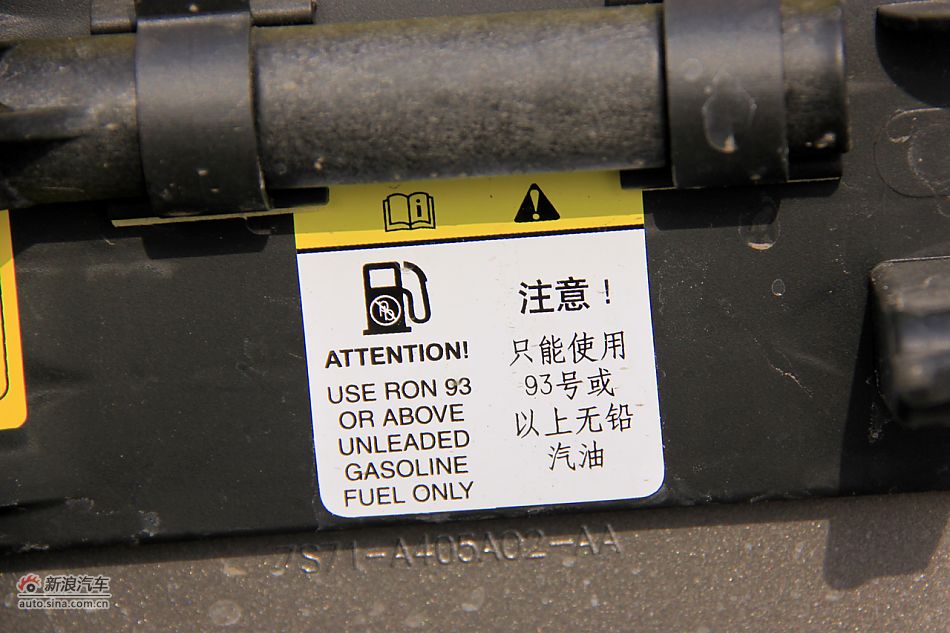 ATTENTION!
USE RON 93
OR ABOVE
UNLEADED
GASOLINE
FUEL ONLY
注意！
只能使用
93号或
以上无铅
汽油
7S71-A405A02-AA
新浪汽车
auto.sina.com.cn